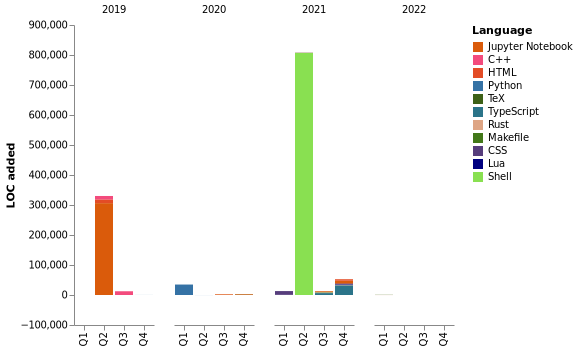 2019 2020 2021 2022
LOC added
900,000
800,000
700,000
600,000
500,000
400,000
300,000
200,000
100,000
0
−100,000
Q1 Q2 Q3 Q4 Q1 Q2 Q3 Q4 Q1 Q2 Q3 Q4 Q1 Q2 Q3 Q4
Language
Jupyter Notebook
C++
HTML
Python
TeX
TypeScript
Rust
Makefile
CSS
Lua
Shell